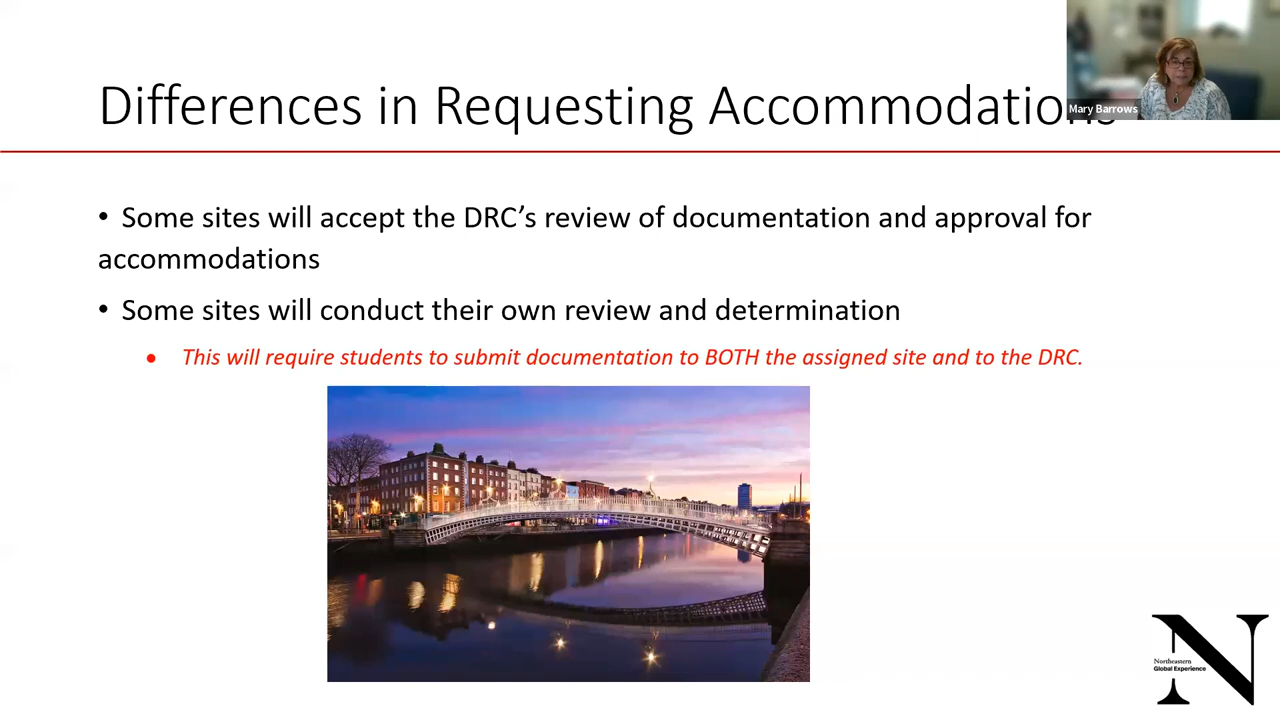 Differences in Requesting Accommodations
Mary Barrows
• Some sites will accept the DRC’s review of documentation and approval for
accommodations
• Some sites will conduct their own review and determination
• This will require students to submit documentation to BOTH the assigned site and to the DRC.
N
Northeastern
Global Experience